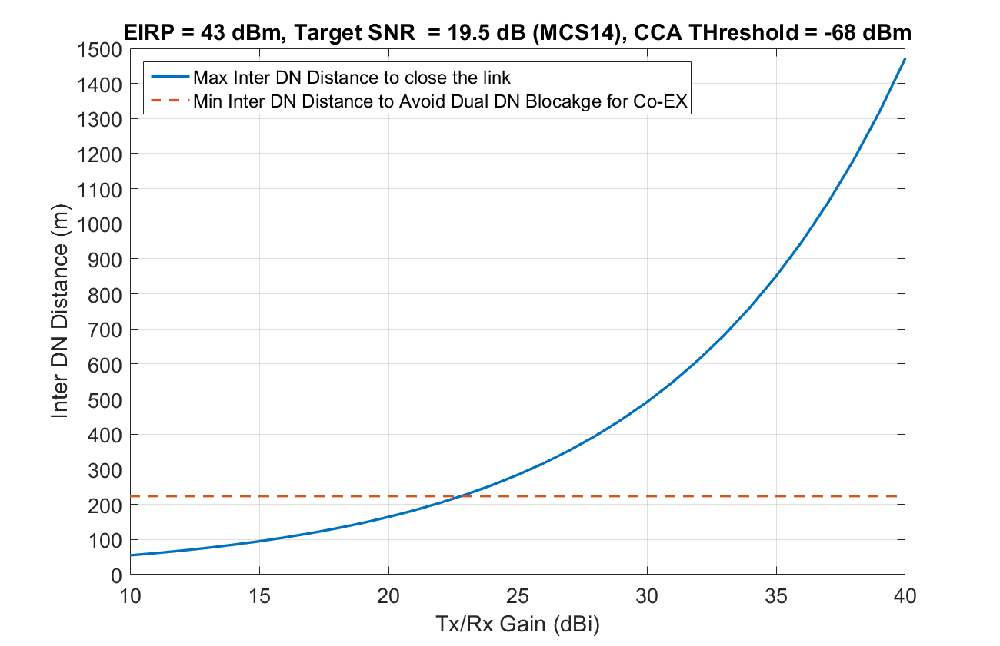 EIRP = 43 dBm, Target SNR  = 19.5 dB (MCS14), CCA THreshold = -68 dBm
Max Inter DN Distance to close the link
Min Inter DN Distance to Avoid Dual DN Blocakge for Co-EX
Inter DN Distance (m)
1500
1400
1300
1200
1100
1000
900
800
700
600
500
400
300
200
100
0
10 15 20 25 30 35 40
Tx/Rx Gain (dBi)